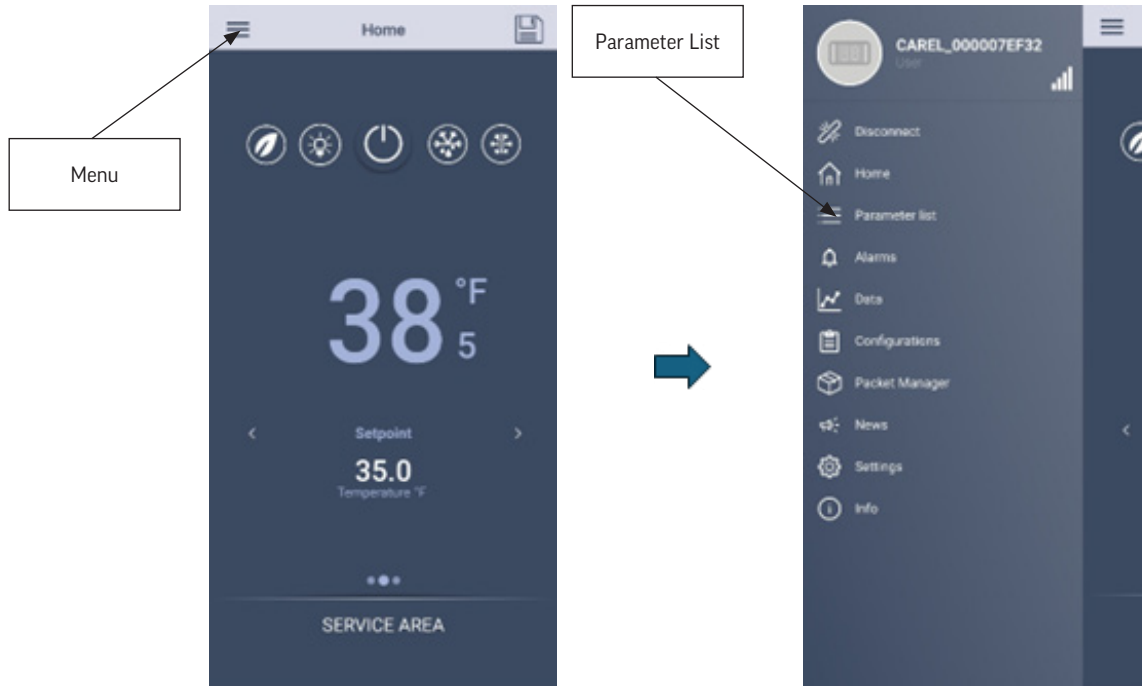 Menu
Home
38 °F
5
Setpoint
35.0
Temperature °F
SERVICE AREA
Parameter List
CAREL_000007EF32
User
Disconnect
Home
Parameter list
Alarms
Data
Configurations
Packet Manager
News
Settings
Info